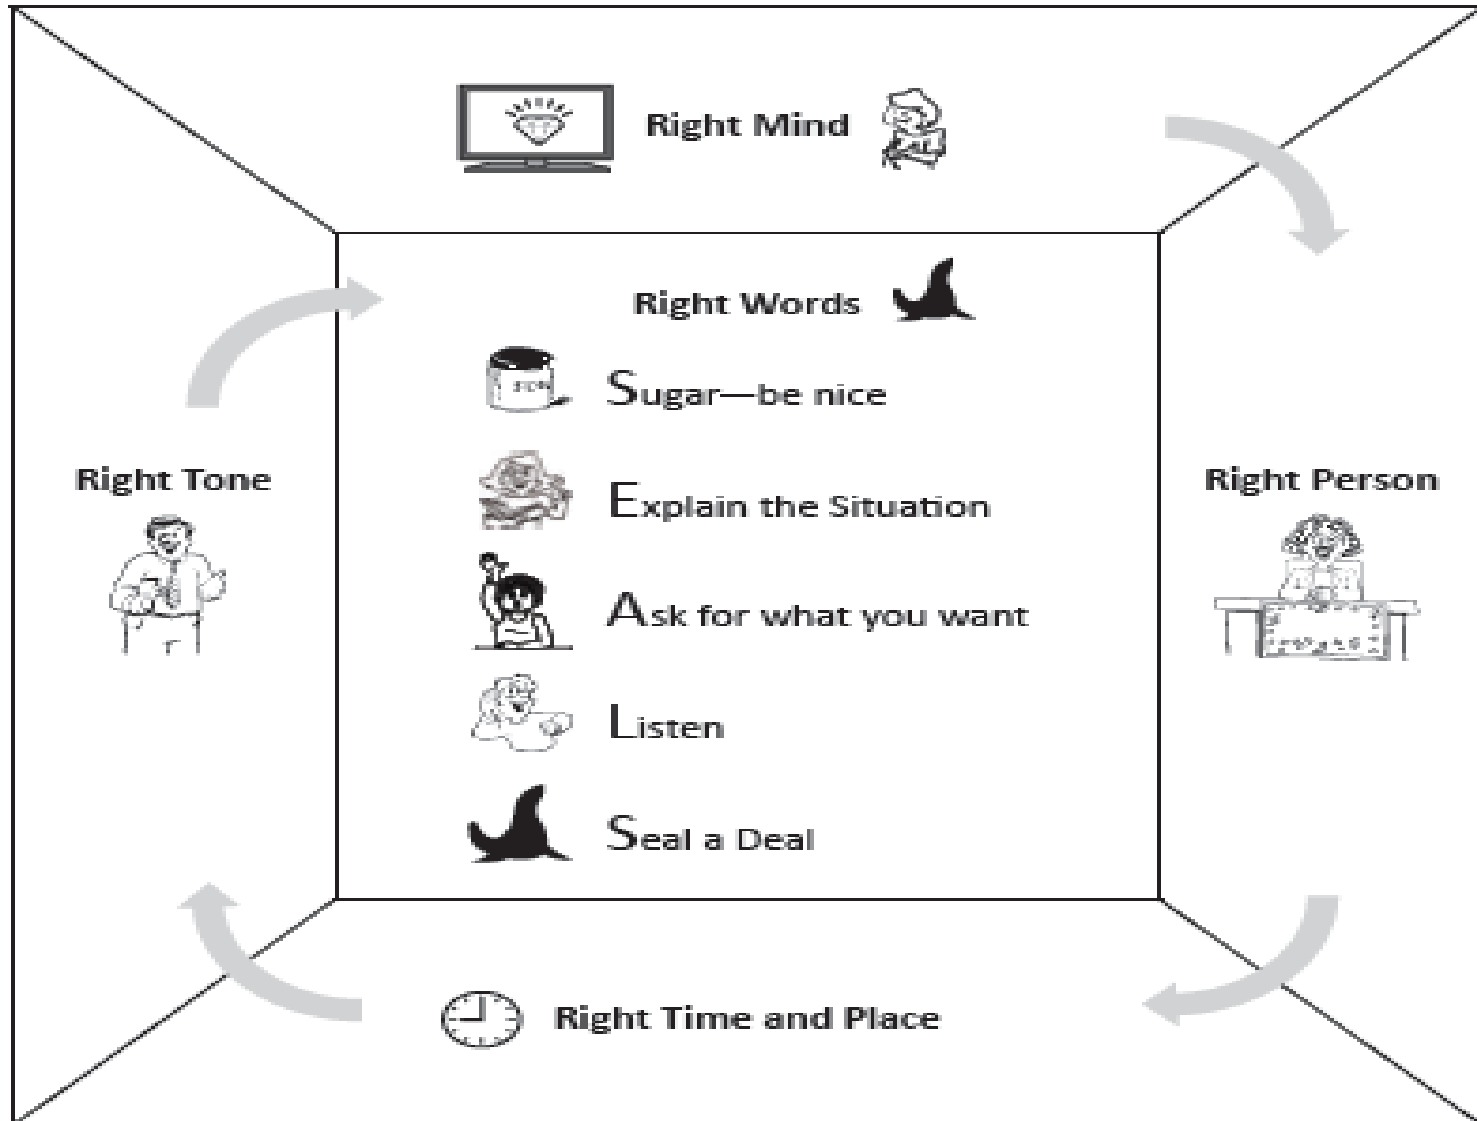 Right Mind
Right Words
Sugar—be nice
Explain the Situation
Ask for what you want
Listen
Seal a Deal
Right Tone
Right Person
Right Time and Place